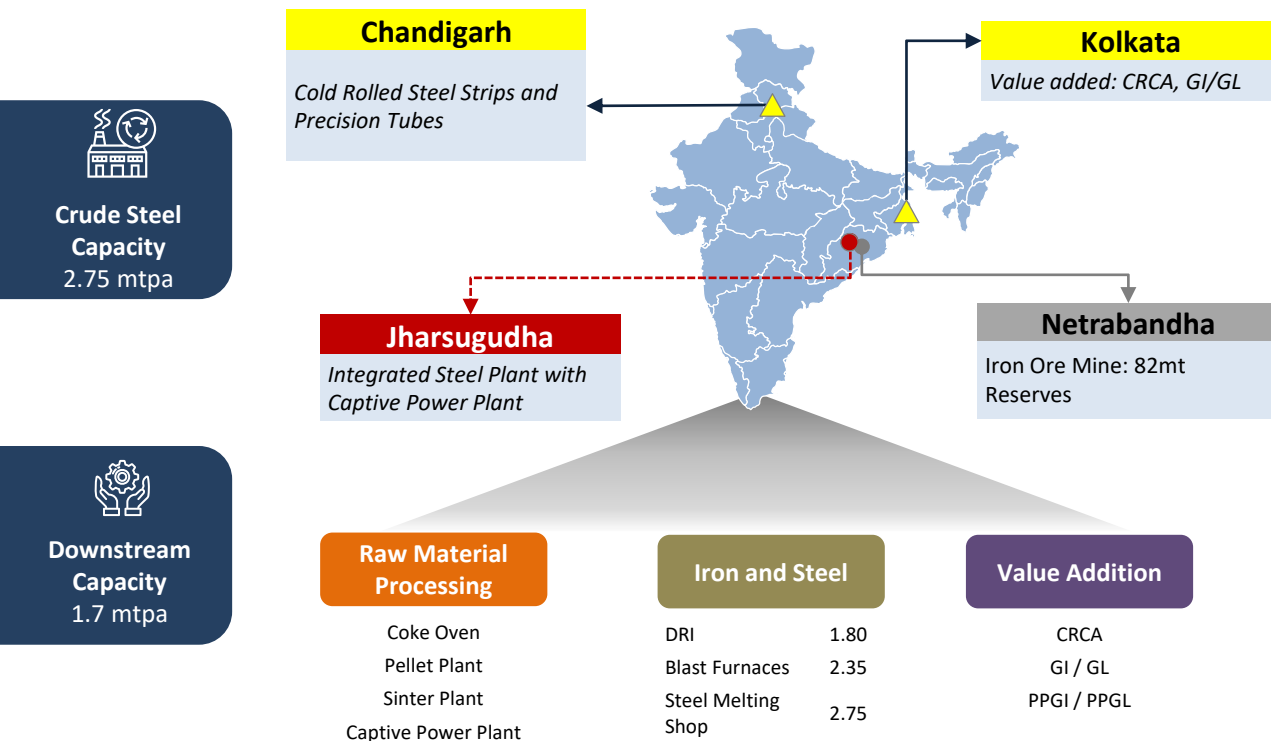 Chandigarh
Cold Rolled Steel Strips and
Precision Tubes
Kolkata
Value added: CRCA, GI/GL
Crude Steel
Capacity
2.75 mtpa
Jharsugudha
Integrated Steel Plant with
Captive Power Plant
Netrabandha
Iron Ore Mine: 82mt
Reserves
Downstream
Capacity
1.7 mtpa
Raw Material
Processing
Coke Oven
Pellet Plant
Sinter Plant
Captive Power Plant
Iron and Steel
DRI 1.80
Blast Furnaces 2.35
Steel Melting
Shop 2.75
Value Addition
CRCA
GI / GL
PPGI / PPGL